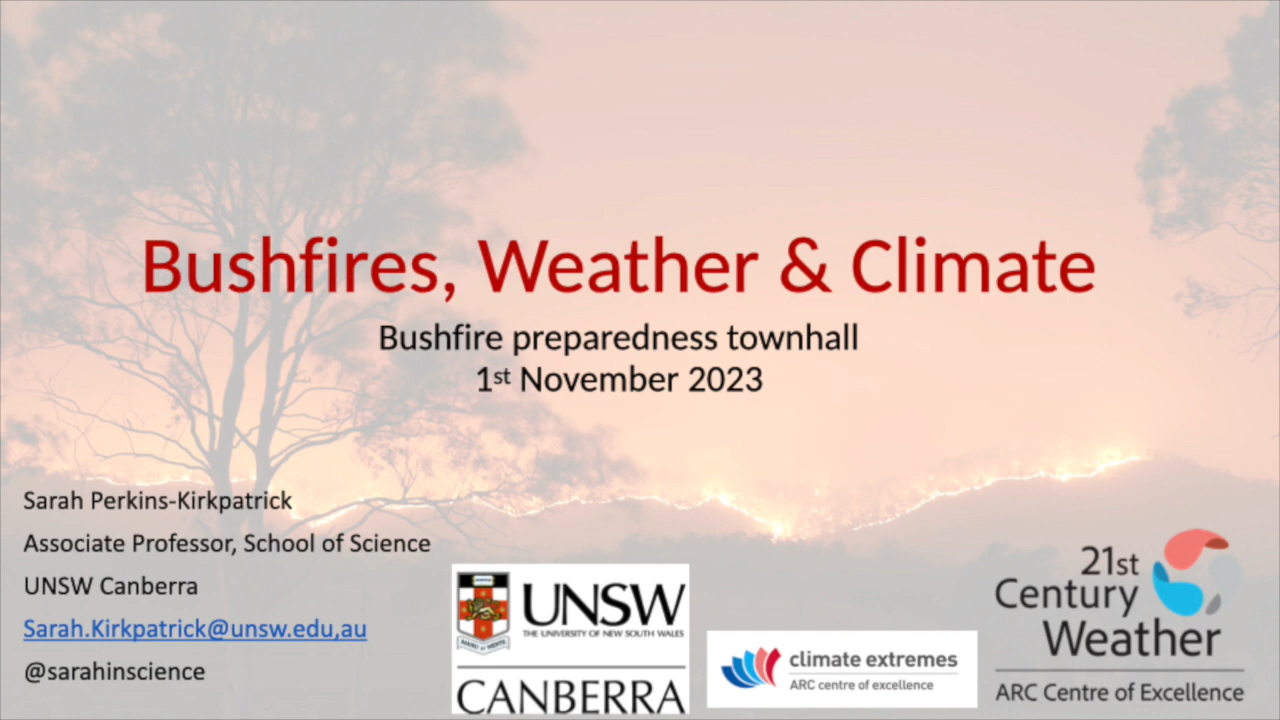 Bushfires, Weather & Climate
Bushfire preparedness townhall
1st November 2023
Sarah Perkins-Kirkpatrick
Associate Professor, School of Science
UNSW Canberra
Sarah.Kirkpatrick@unsw.edu,au
@sarahinscience
UNSW
THE UNIVERSITY OF NEW SOUTH WALES
CANBERRA
climate extremes
ARC centre of excellence
21st
Century
Weather
ARC Centre of Excellence